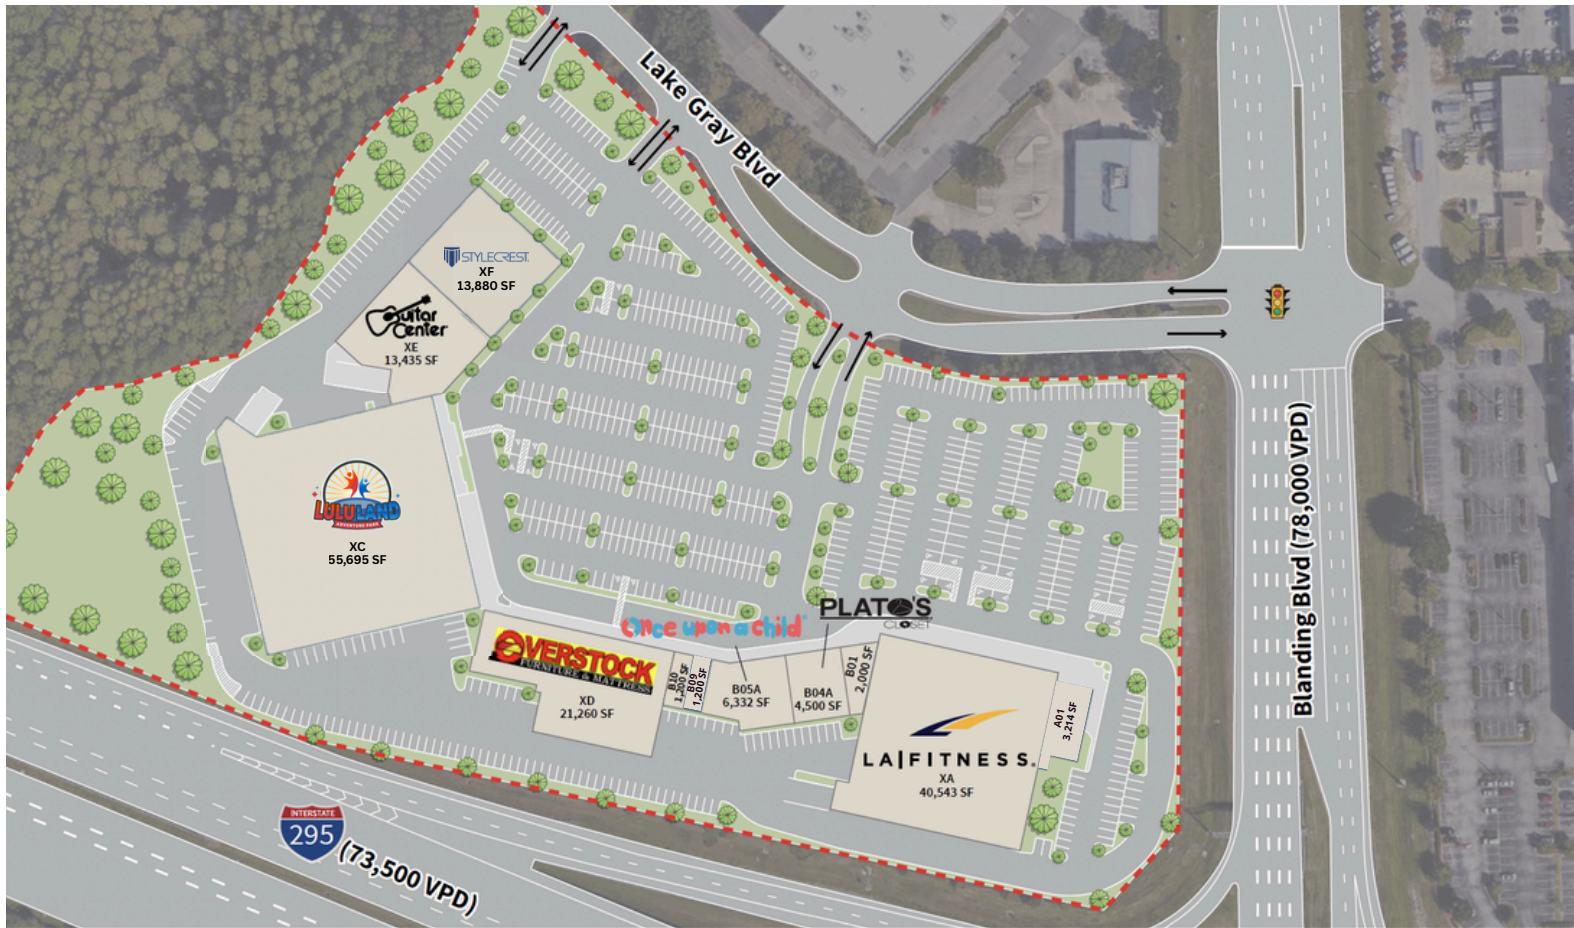 Lake Gray Blvd
STYLECREST
XF
13,880 SF
Guitar
Center
XE
13,435 SF
LULULAND
ADVENTURE PARK
XC
55,695 SF
once upon a child
PLATO'S
CLOSET
OVERSTOCK
FURNITURE & MATTRESS
XD
21,260 SF
B10
1,200 SF
B09
1,200 SF
B05A
6,332 SF
B04A
4,500 SF
B01
2,000 SF
LA|FITNESS.
XA
40,543 SF
A01
3,214 SF
Blanding Blvd (78,000 VPD)
INTERSTATE
295
(73,500 VPD)